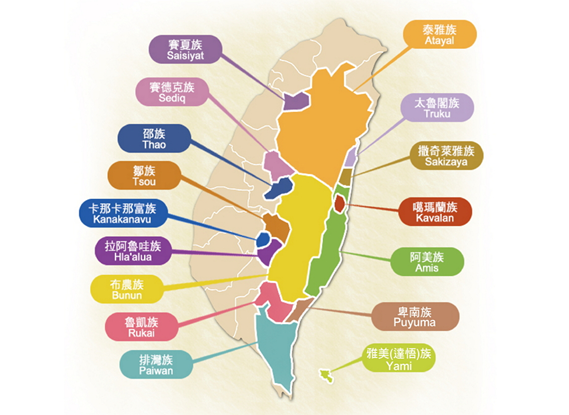 賽夏族
Saisiyat
賽德克族
Sediq
邵族
Thao
鄒族
Tsou
卡那卡那富族
Kanakanavu
拉阿魯哇族
Hla'alua
布農族
Bunun
魯凱族
Rukai
排灣族
Paiwan
泰雅族
Atayal
太魯閣族
Truku
撒奇萊雅族
Sakizaya
噶瑪蘭族
Kavalan
阿美族
Amis
卑南族
Puyuma
雅美(達悟)族
Yami